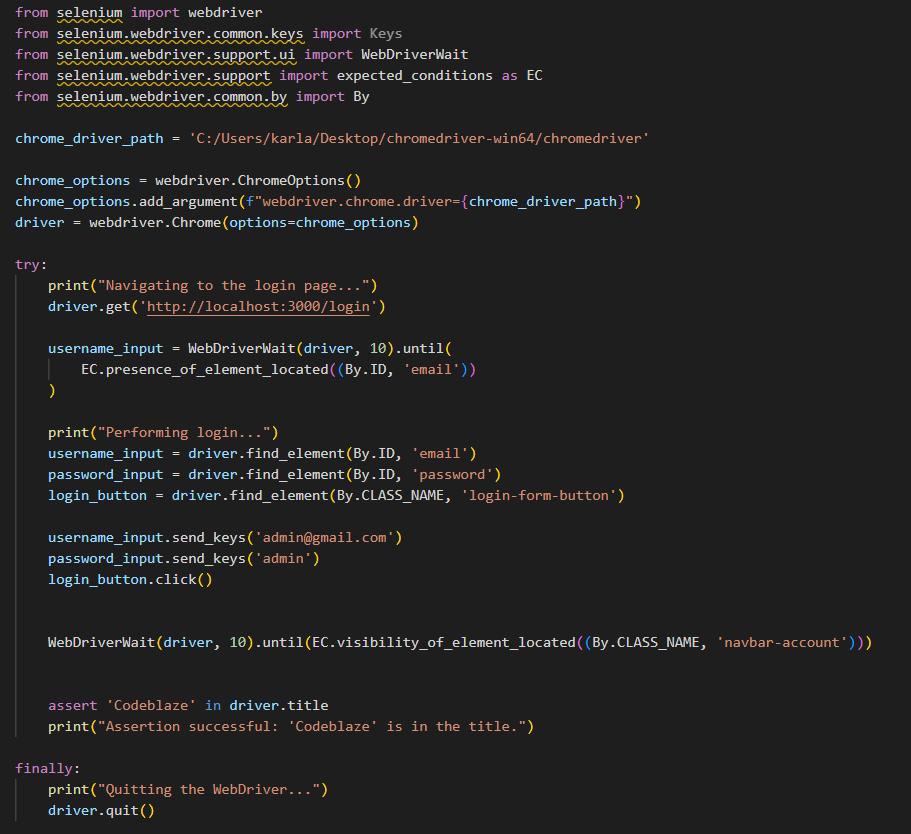 from selenium import webdriver
from selenium.webdriver.common.keys import Keys
from selenium.webdriver.support.ui import WebDriverWait
from selenium.webdriver.support import expected_conditions as EC
from selenium.webdriver.common.by import By

chrome_driver_path = 'C:/Users/karla/Desktop/chromedriver-win64/chromedriver'

chrome_options = webdriver.ChromeOptions()
chrome_options.add_argument(f"webdriver.chrome.driver={chrome_driver_path}")
driver = webdriver.Chrome(options=chrome_options)

try:
    print("Navigating to the login page...")
    driver.get('http://localhost:3000/login')

    username_input = WebDriverWait(driver, 10).until(
        EC.presence_of_element_located((By.ID, 'email'))
    )

    print("Performing login...")
    username_input = driver.find_element(By.ID, 'email')
    password_input = driver.find_element(By.ID, 'password')
    login_button = driver.find_element(By.CLASS_NAME, 'login-form-button')

    username_input.send_keys('admin@gmail.com')
    password_input.send_keys('admin')
    login_button.click()


    WebDriverWait(driver, 10).until(EC.visibility_of_element_located((By.CLASS_NAME, 'navbar-account')))


    assert 'Codeblaze' in driver.title
    print("Assertion successful: 'Codeblaze' is in the title.")

finally:
    print("Quitting the WebDriver...")
    driver.quit()